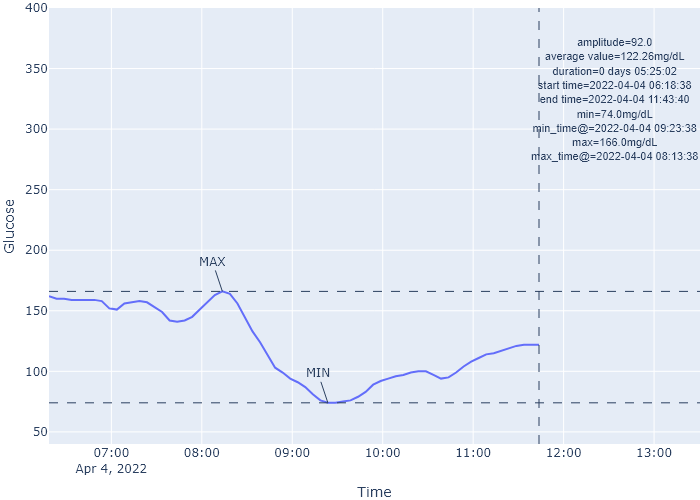 400
350
300
250
200
150
100
50
Glucose
amplitude=92.0
average value=122.26mg/dL
duration=0 days 05:25:02
start time=2022-04-04 06:18:38
end time=2022-04-04 11:43:40
min=74.0mg/dL
min_time@=2022-04-04 09:23:38
max=166.0mg/dL
max_time@=2022-04-04 08:13:38
MAX
MIN
07:00 08:00 09:00 10:00 11:00 12:00 13:00
Apr 4, 2022
Time